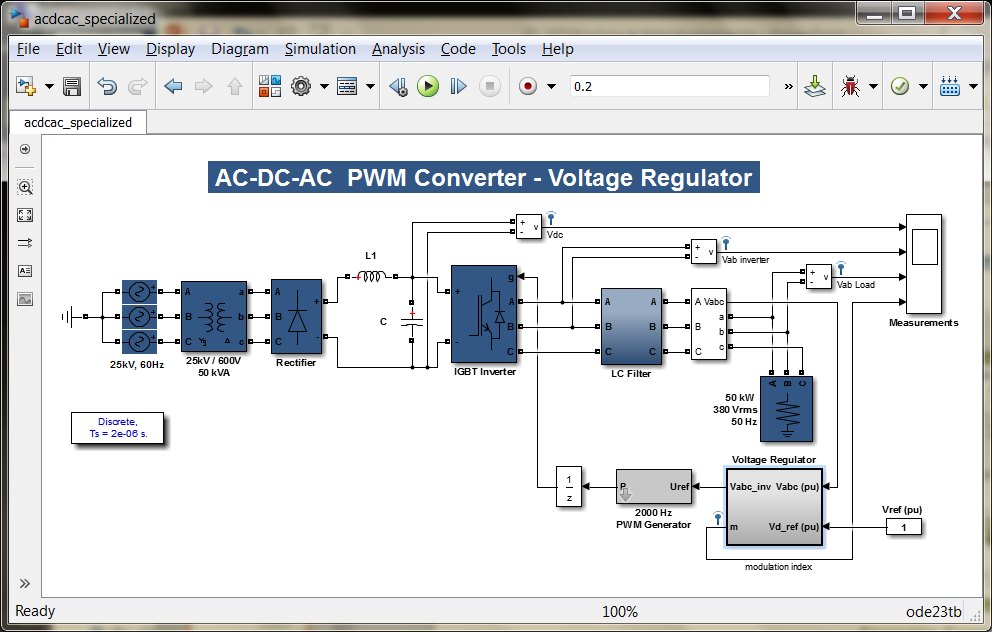 acdcac_specialized
File Edit View Display Diagram Simulation Analysis Code Tools Help
0.2
»
acdcac_specialized
AC-DC-AC PWM Converter - Voltage Regulator
+
-
v
Vdc
+
-
v
Vab inverter
+
-
v
Vab Load
Measurements
L1
C
+
25kV, 60Hz
A
B
C
Yg
Δ
a
b
c
25kV / 600V
50 kVA
A
B
C
+
-
Rectifier
g
+
-
A
B
C
IGBT Inverter
A
B
C
A
B
C
LC Filter
A
B
C
Vabc
a
b
c
A
B
C
50 kW
380 Vrms
50 Hz
Discrete,
Ts = 2e-06 s.
1
z
P
Uref
2000 Hz
PWM Generator
Voltage Regulator
Vabc_inv
Vabc (pu)
m
Vd_ref (pu)
modulation index
Vref (pu)
1
»
Ready
100%
ode23tb